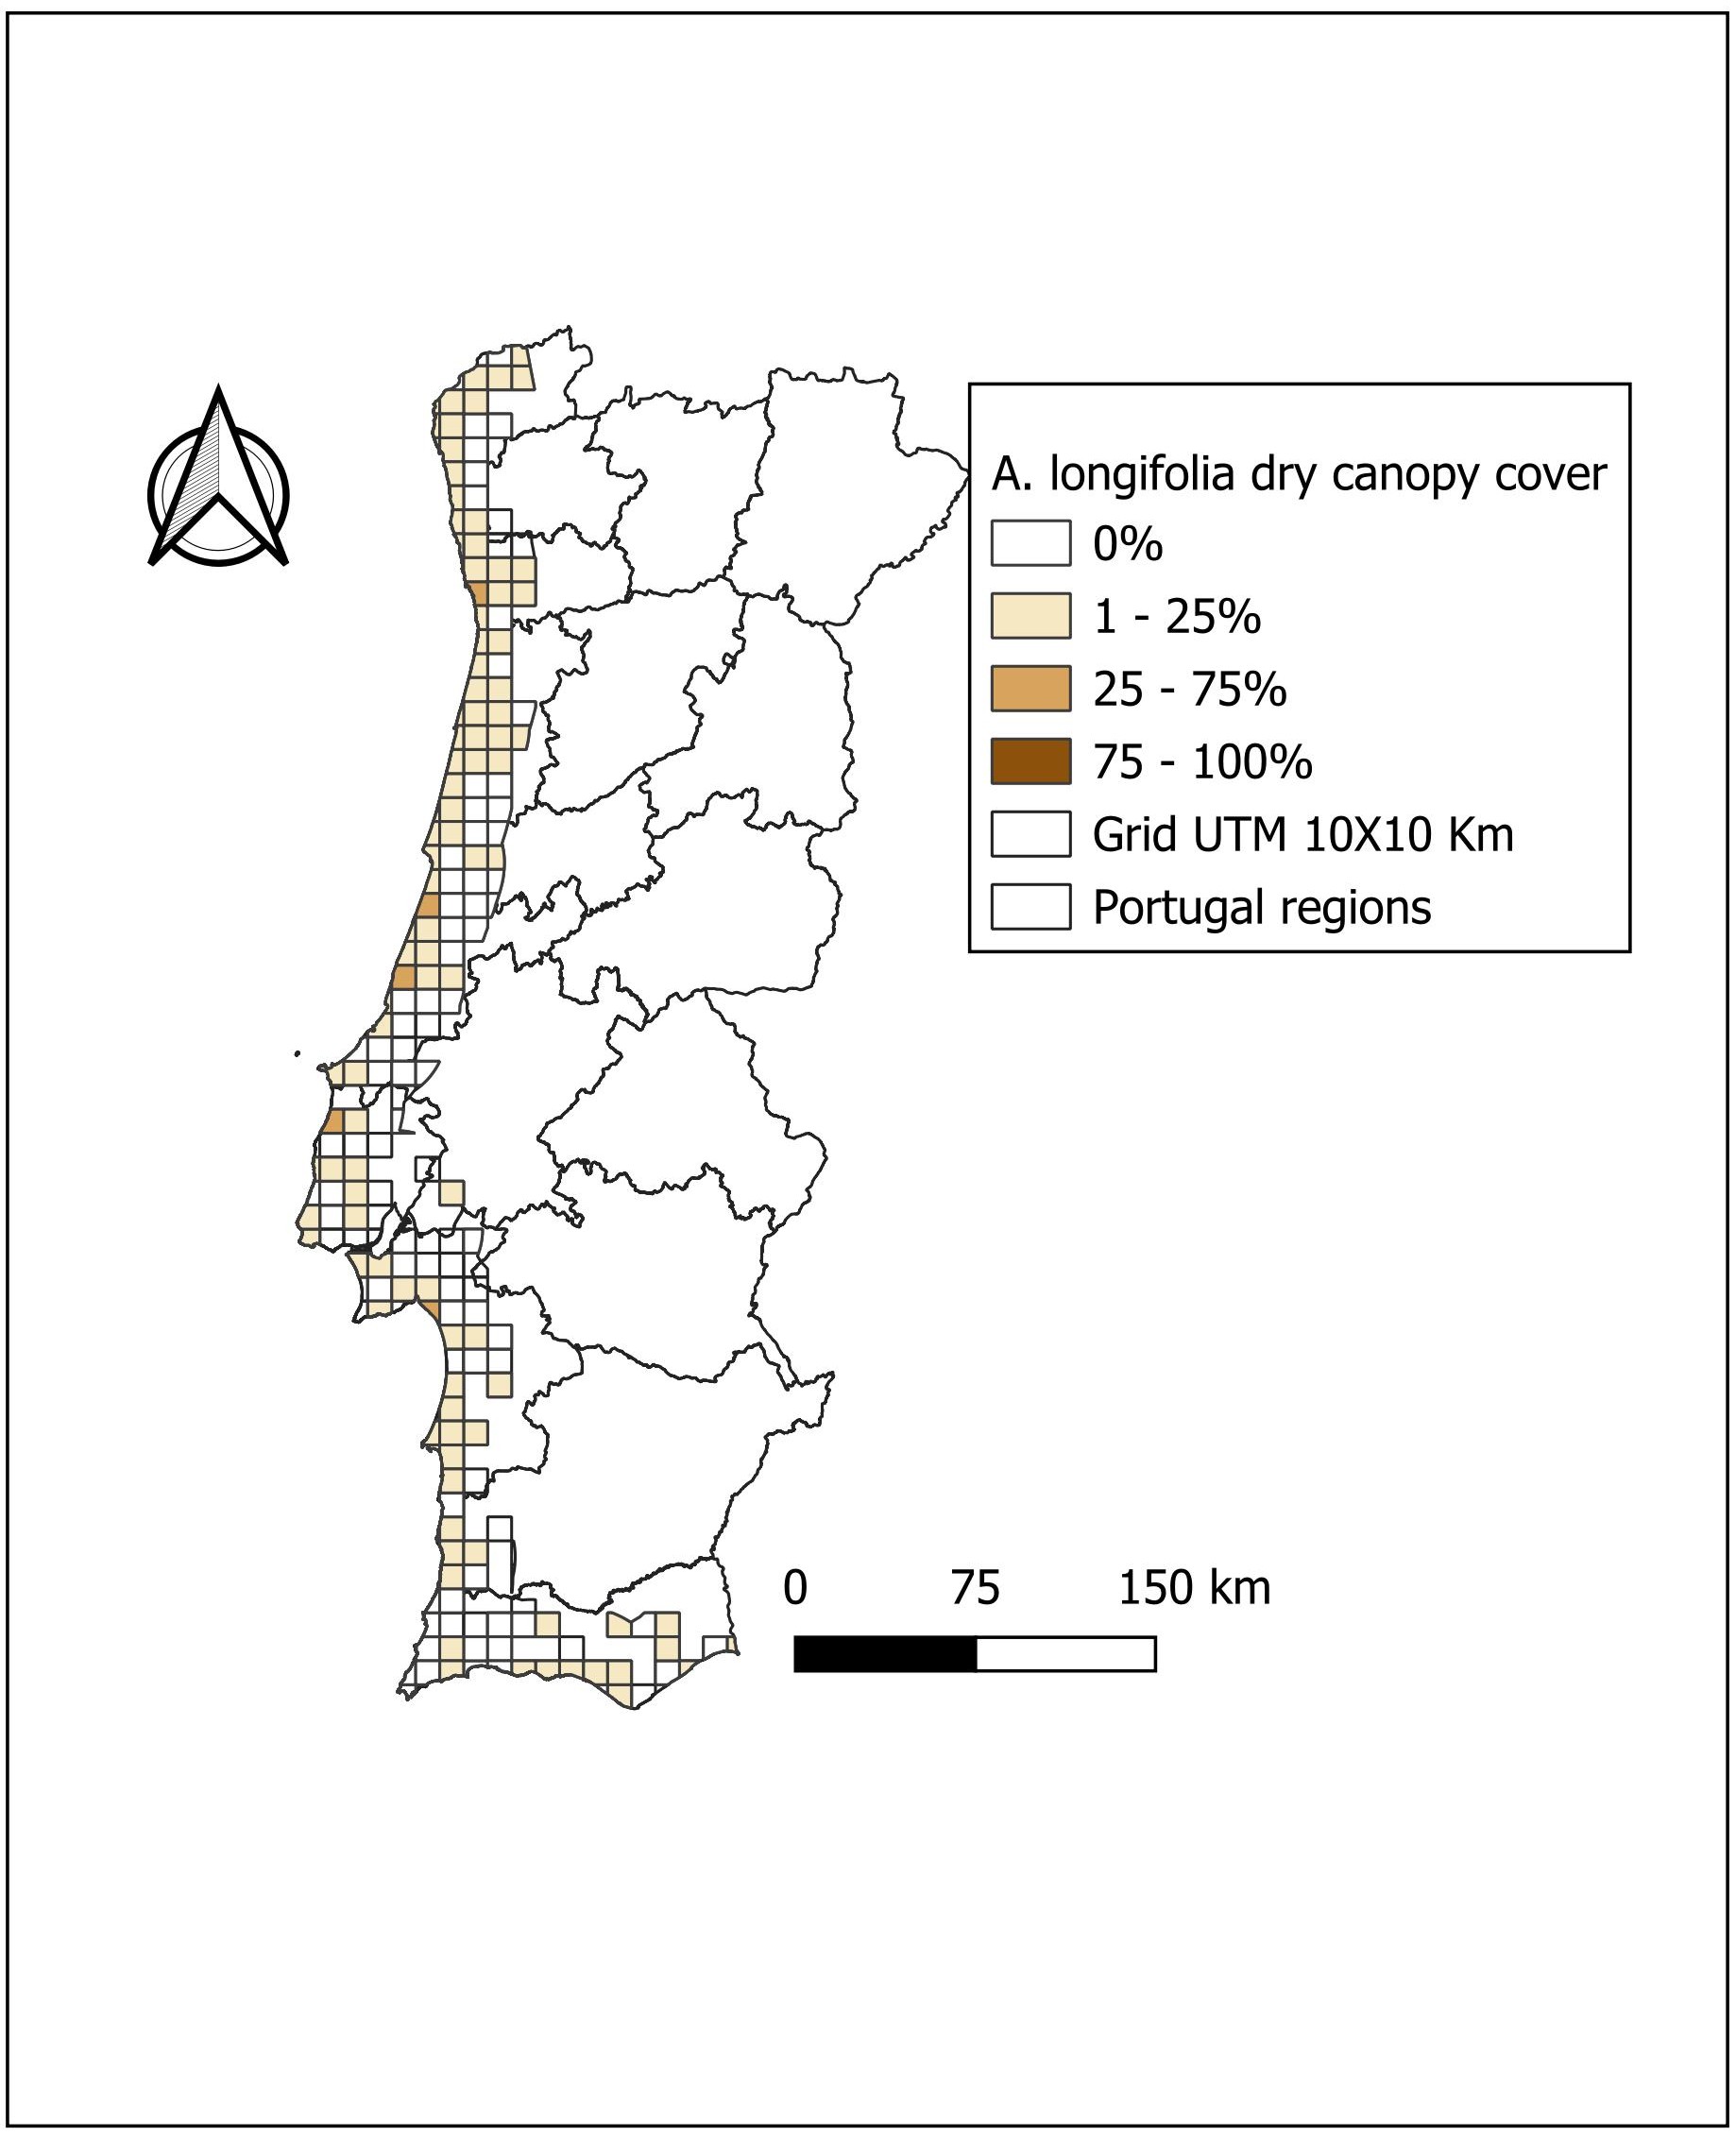 A. longifolia dry canopy cover
0%
1 - 25%
25 - 75%
75 - 100%
Grid UTM 10X10 Km
Portugal regions
0 75 150 km